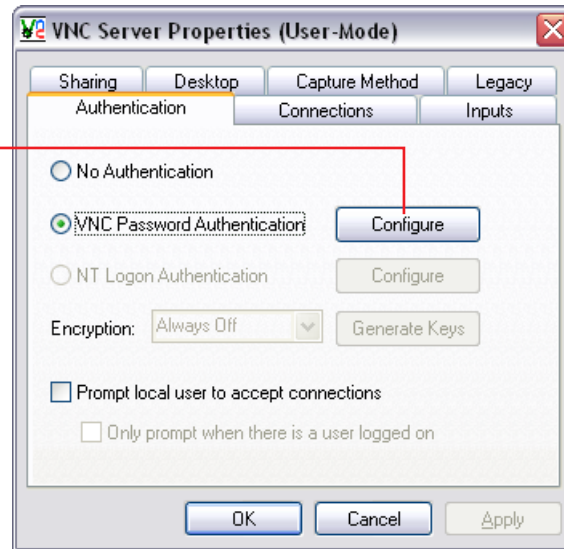 VNC Server Properties (User-Mode)
Sharing Desktop Capture Method Legacy
Authentication Connections Inputs
No Authentication
VNC Password Authentication Configure
NT Logon Authentication Configure
Encryption: Always Off Generate Keys
Prompt local user to accept connections
Only prompt when there is a user logged on
OK Cancel Apply